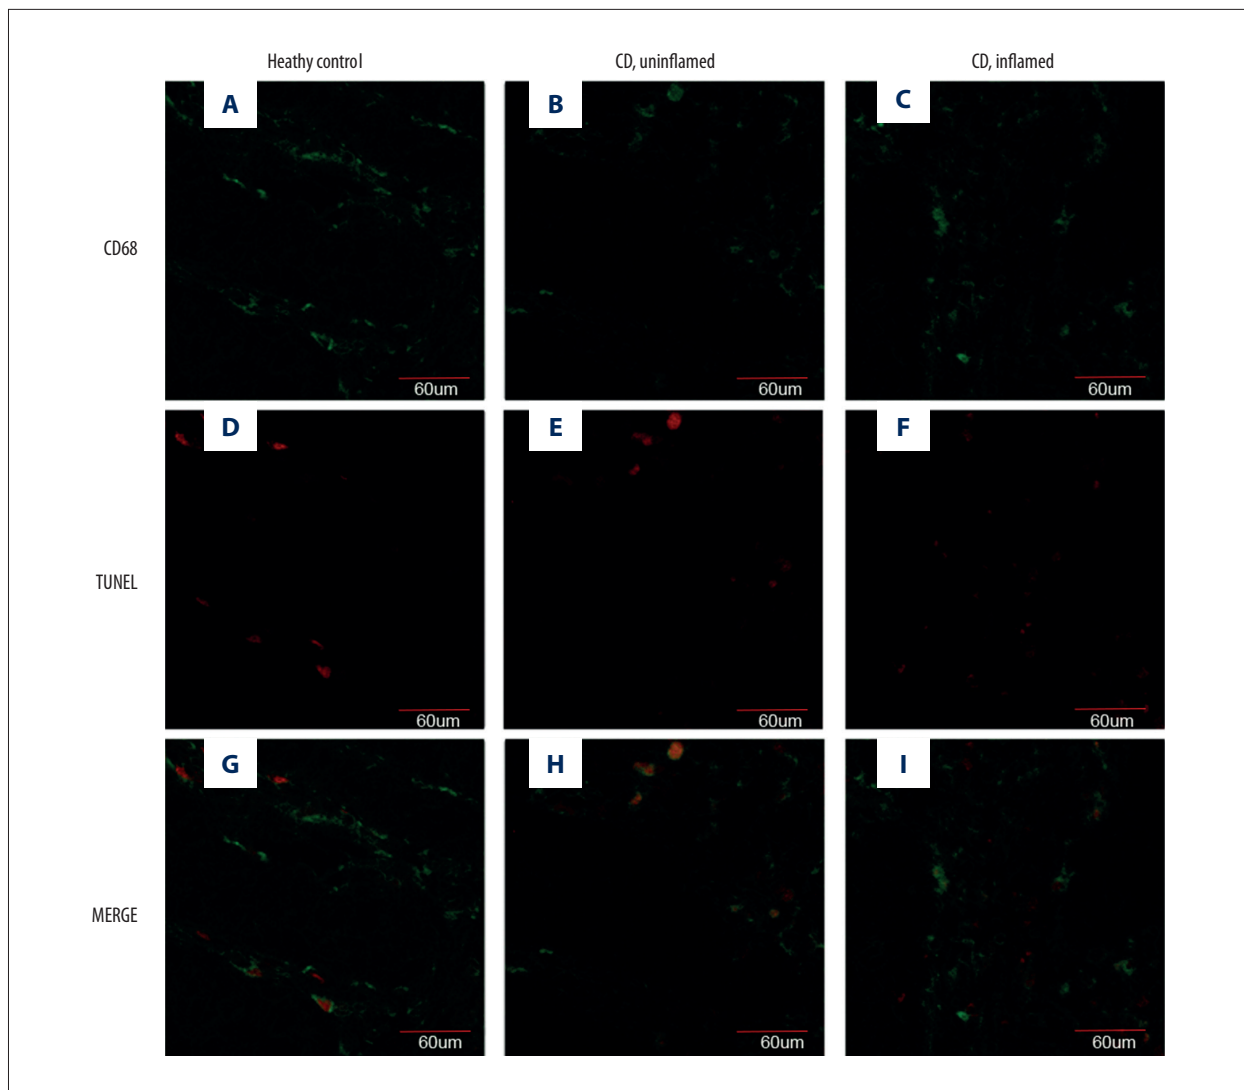 Heathy control CD, uninflamed CD, inflamed
A B C
CD68
60um 60um 60um
D E F
TUNEL
60um 60um 60um
G H I
MERGE
60um 60um 60um